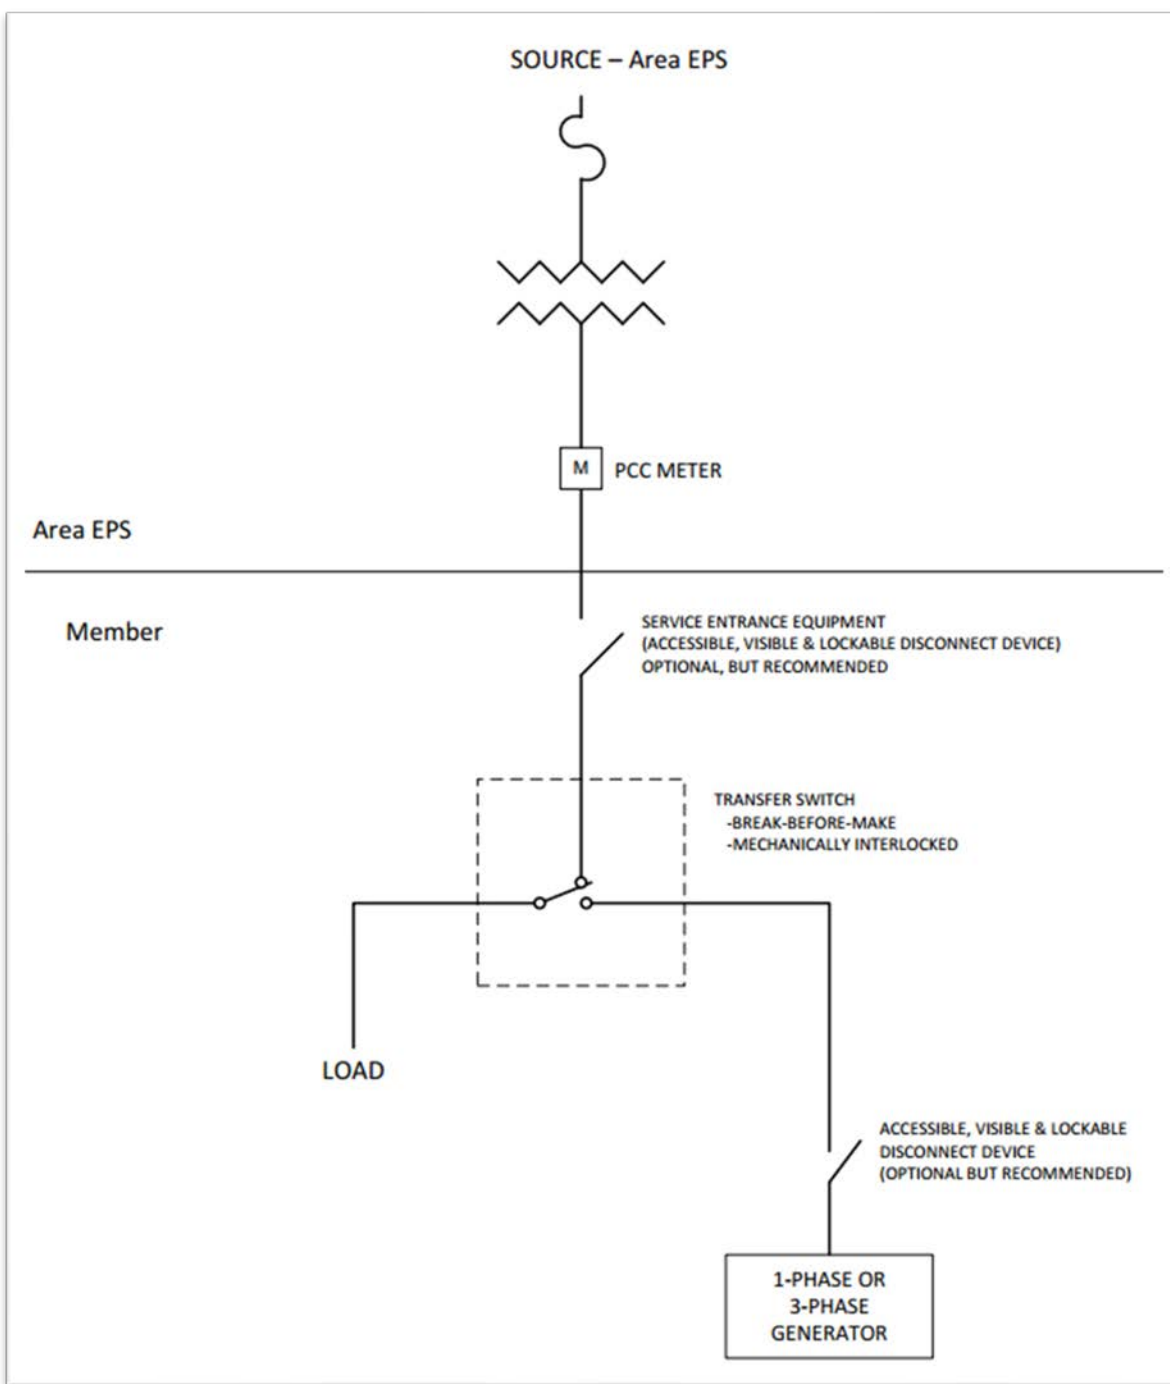 SOURCE – Area EPS
M
PCC METER
Area EPS
Member
SERVICE ENTRANCE EQUIPMENT
(ACCESSIBLE, VISIBLE & LOCKABLE DISCONNECT DEVICE)
OPTIONAL, BUT RECOMMENDED
TRANSFER SWITCH
-BREAK-BEFORE-MAKE
-MECHANICALLY INTERLOCKED
LOAD
ACCESSIBLE, VISIBLE & LOCKABLE
DISCONNECT DEVICE
(OPTIONAL BUT RECOMMENDED)
1-PHASE OR
3-PHASE
GENERATOR